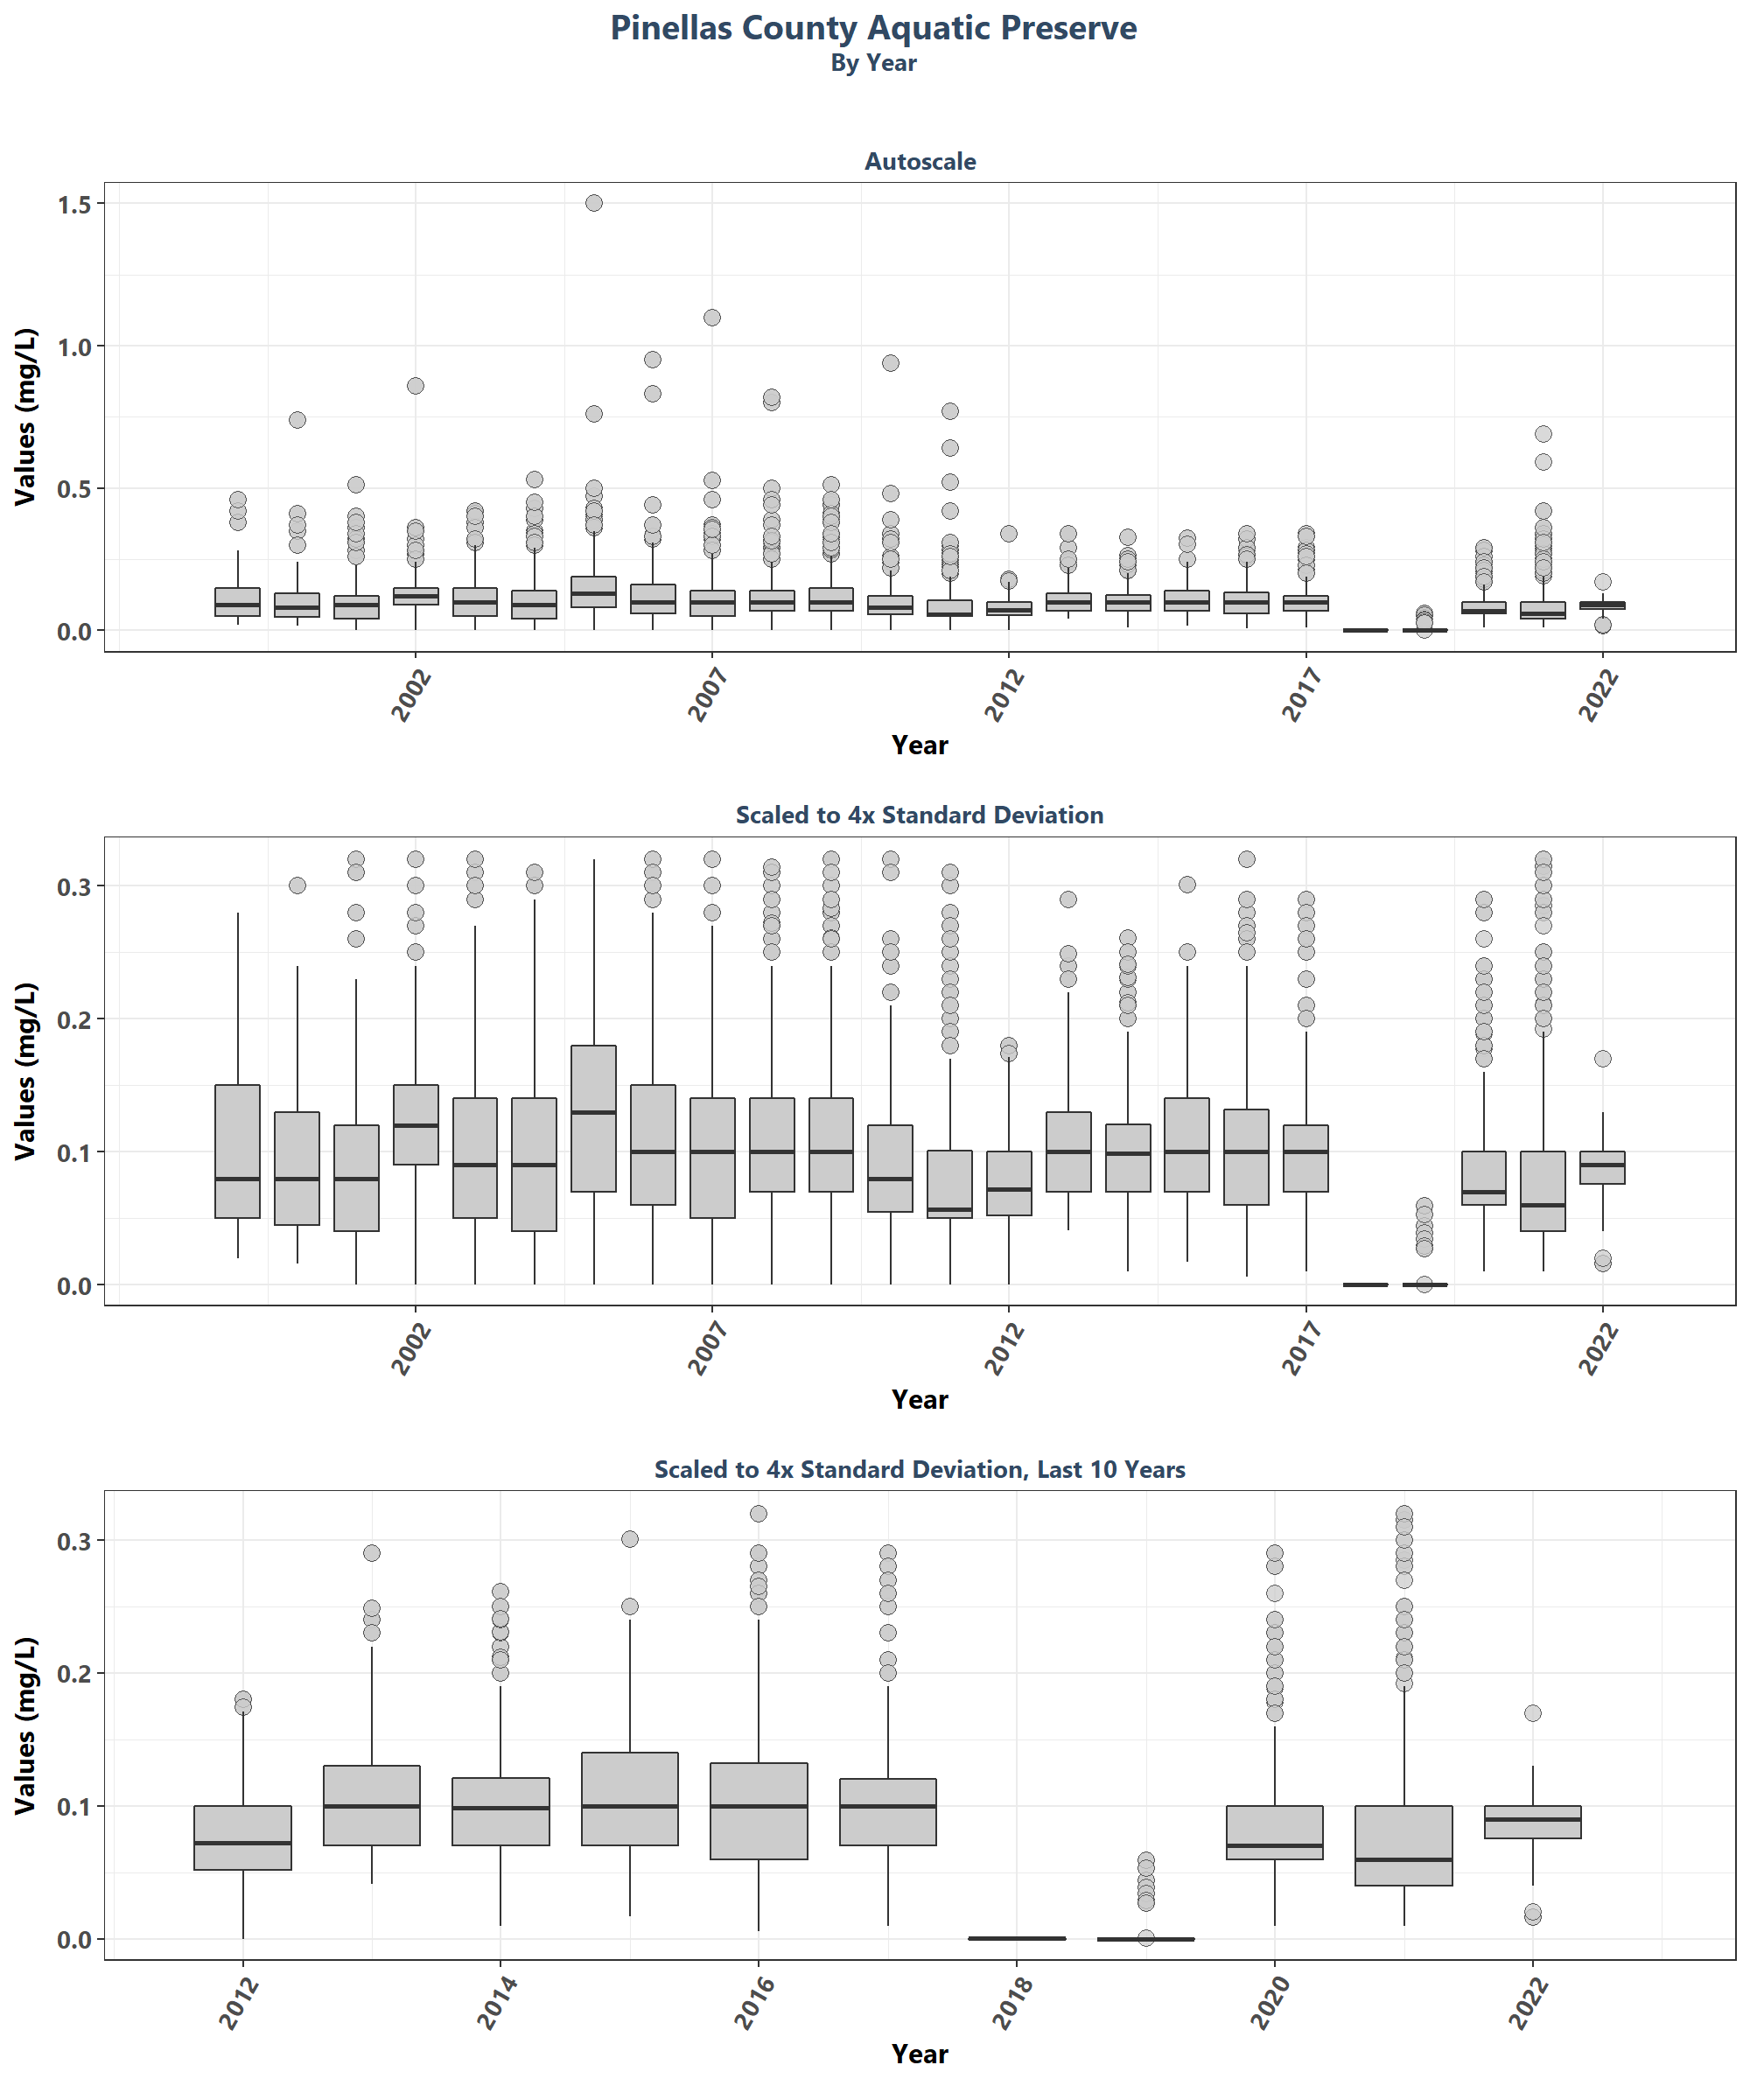 Pinellas County Aquatic Preserve
By Year
Autoscale
Values (mg/L)
1.5
1.0
0.5
0.0
2002 2007 2012 2017 2022
Year
Scaled to 4x Standard Deviation
Values (mg/L)
0.3
0.2
0.1
0.0
2002 2007 2012 2017 2022
Year
Scaled to 4x Standard Deviation, Last 10 Years
Values (mg/L)
0.3
0.2
0.1
0.0
2012 2014 2016 2018 2020 2022
Year